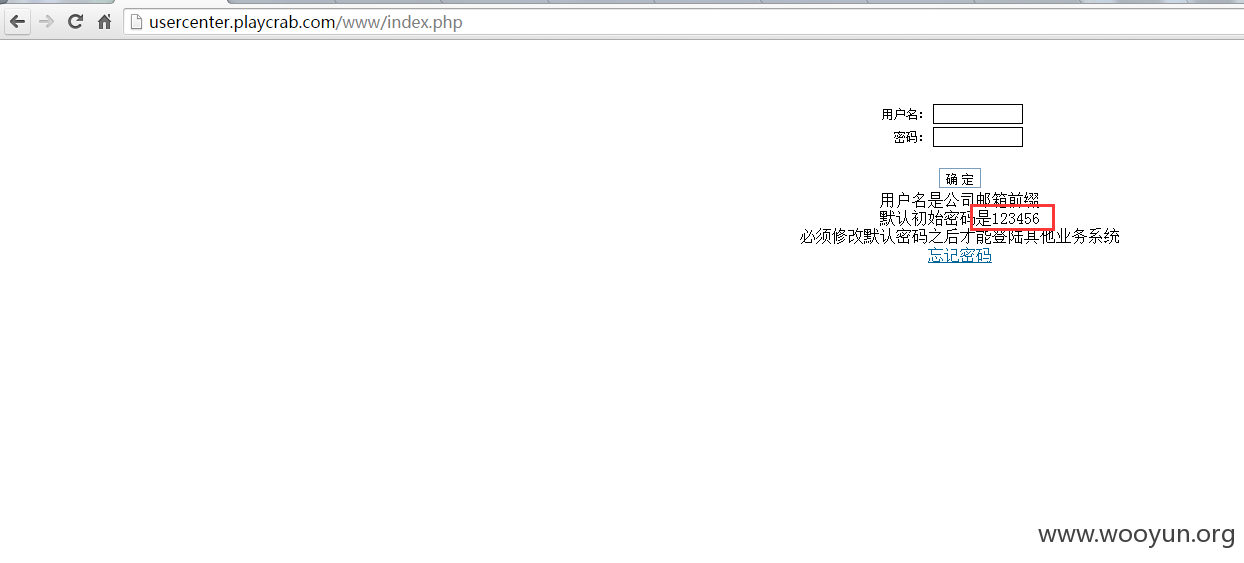 usercenter.playcrab.com/www/index.php
用户名：
密码：
确 定
用户名是公司邮箱前缀
默认初始密码是123456
必须修改默认密码之后才能登陆其他业务系统
忘记密码
www.wooyun.org